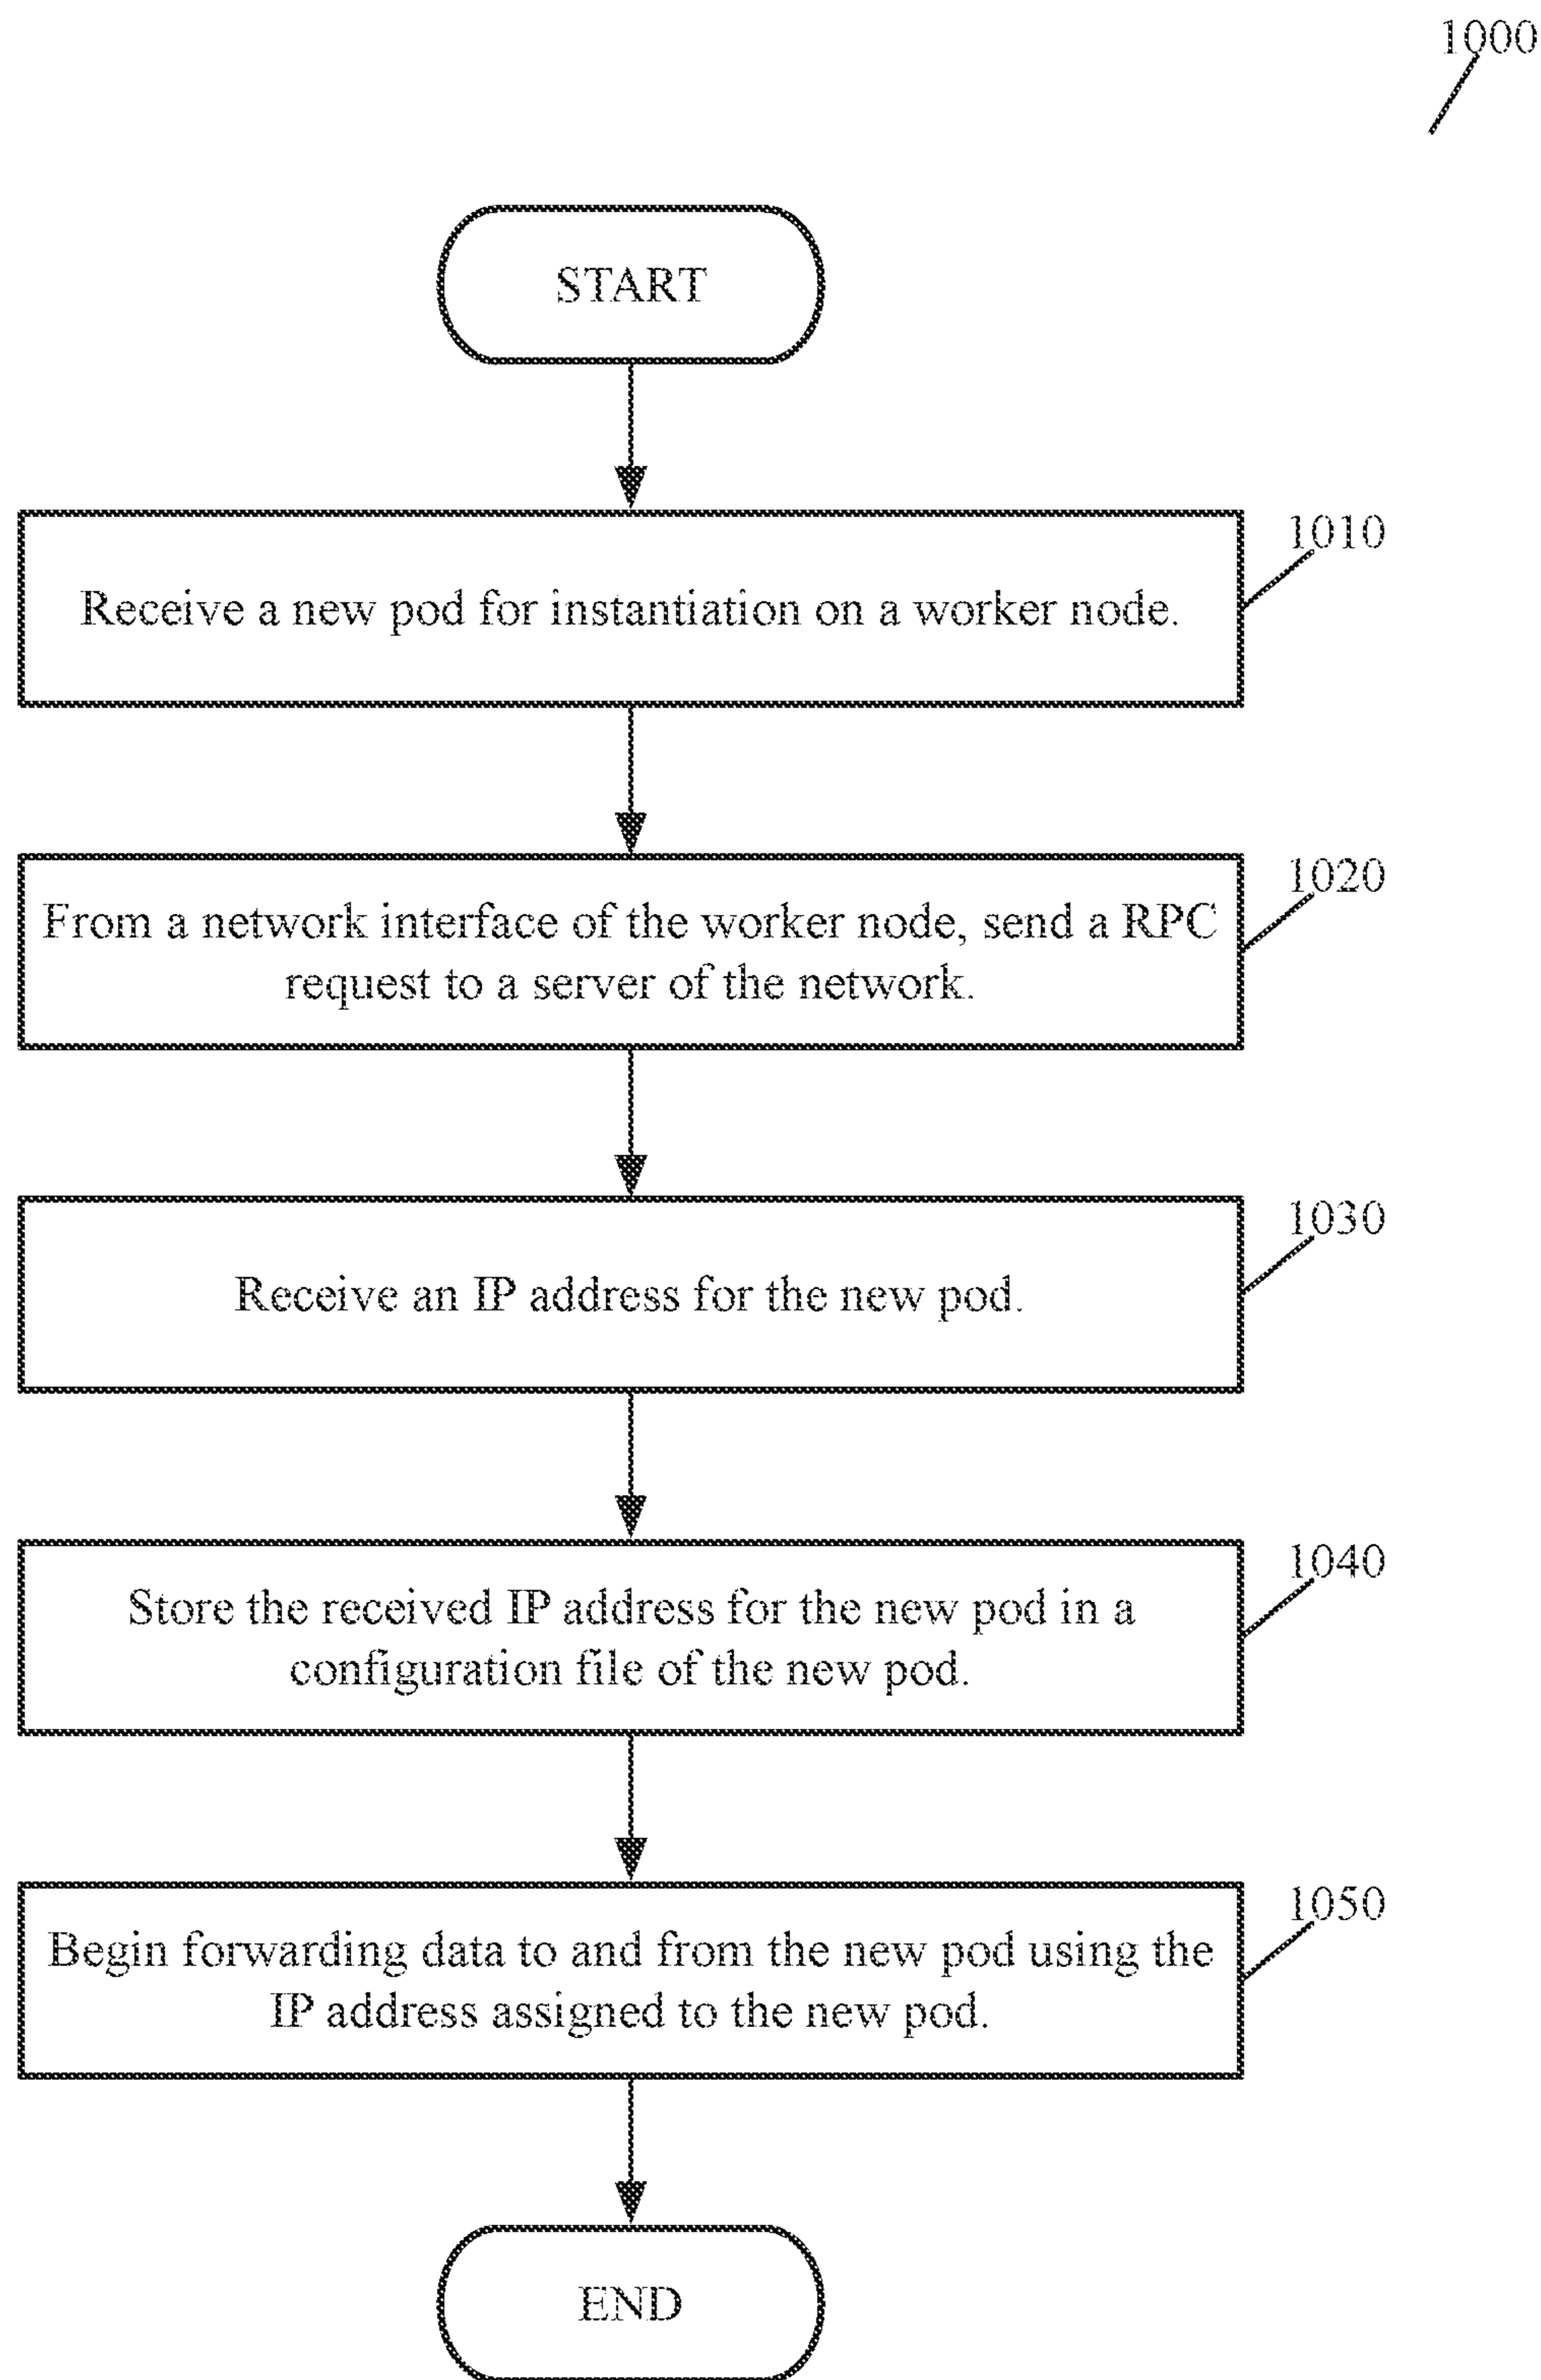 1000
START
1010
Receive a new pod for instantiation on a worker node.
1020
From a network interface of the worker node, send a RPC
request to a server of the network.
1030
Receive an IP address for the new pod.
1040
Store the received IP address for the new pod in a
configuration file of the new pod.
1050
Begin forwarding data to and from the new pod using the
IP address assigned to the new pod.
END